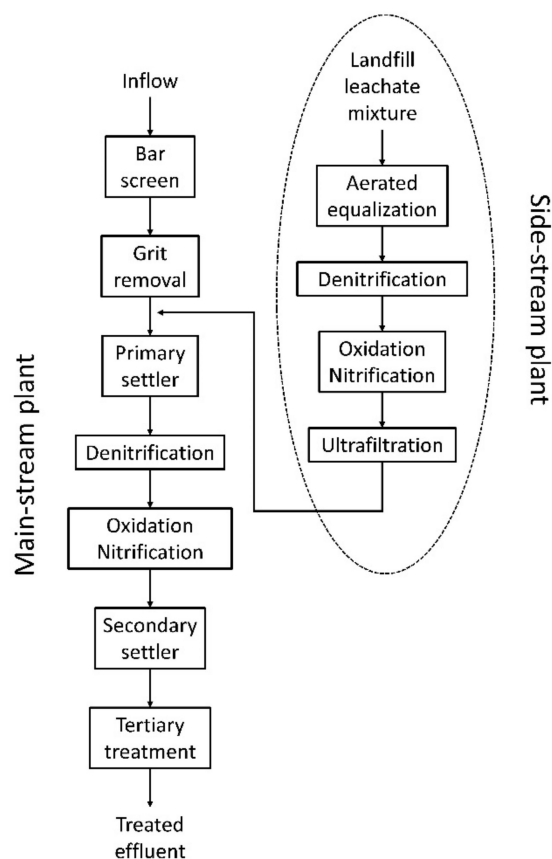 Inflow
Bar
screen
Grit
removal
Primary
settler
Denitrification
Oxidation
Nitrification
Secondary
settler
Tertiary
treatment
Treated
effluent
Main-stream plant
Landfill
leachate
mixture
Aerated
equalization
Denitrification
Oxidation
Nitrification
Ultrafiltration
Side-stream plant